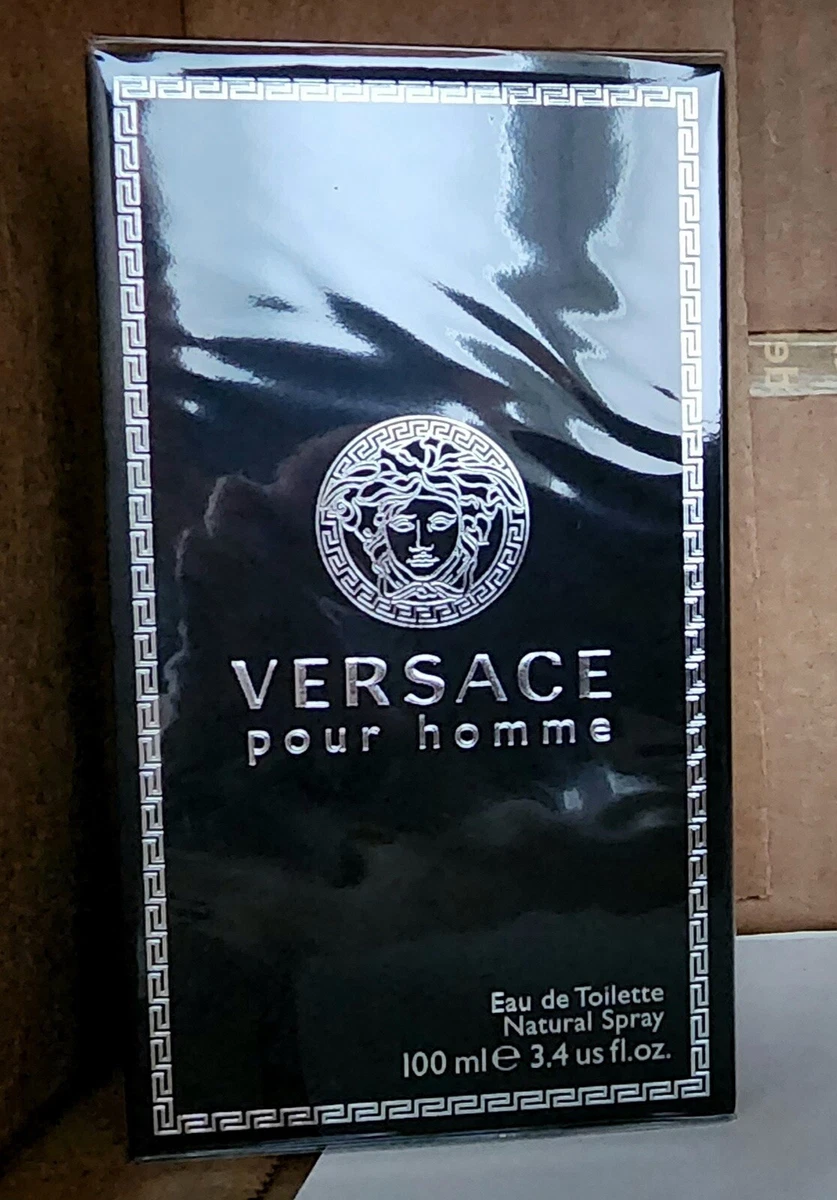 VERSACE
pour homme
Eau de Toilette
Natural Spray
100 ml ℮ 3.4 us fl.oz.